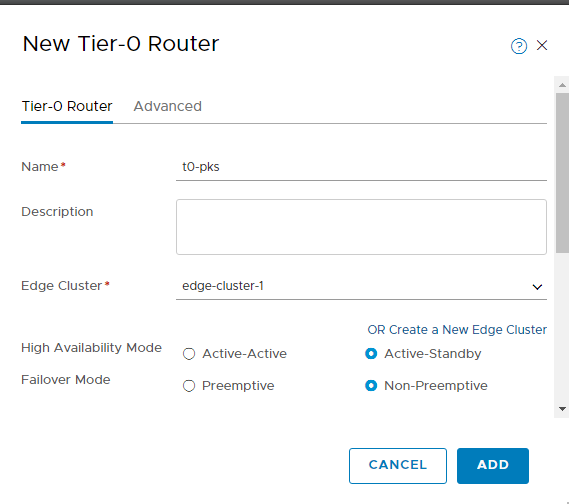 New Tier-0 Router
?
Tier-0 Router Advanced
Name*
t0-pks
Description
Edge Cluster*
edge-cluster-1
OR Create a New Edge Cluster
High Availability Mode
Active-Active
Active-Standby
Failover Mode
Preemptive
Non-Preemptive
CANCEL
ADD